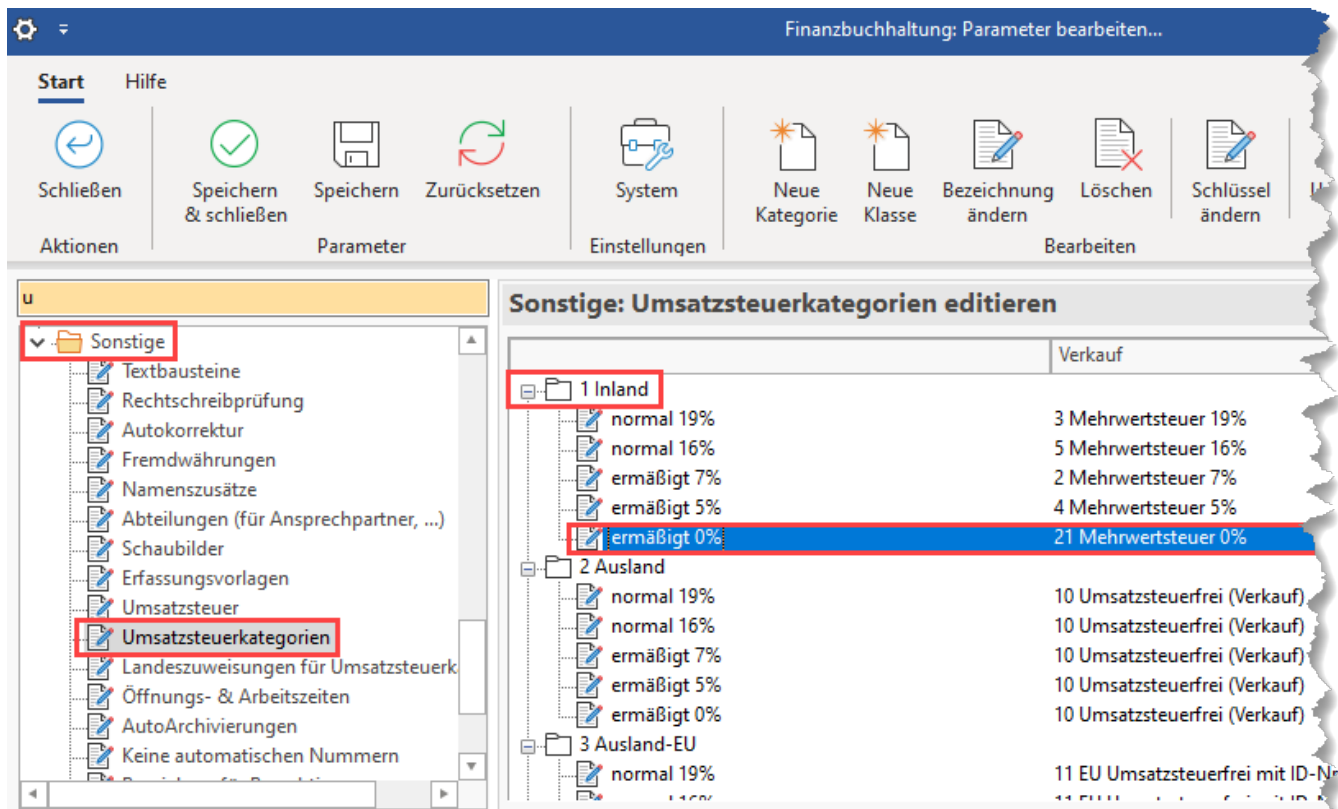 Finanzbuchhaltung: Parameter bearbeiten...
Start Hilfe
Schließen Speichern Speichern Zurücksetzen System Neue Neue Bezeichnung Löschen Schlüssel
& schließen Kategorie Klasse ändern ändern
Aktionen Parameter Einstellungen Bearbeiten
u
Sonstige
Textbausteine
Rechtschreibprüfung
Autokorrektur
Fremdwährungen
Namenszusätze
Abteilungen (für Ansprechpartner, ...)
Schaubilder
Erfassungsvorlagen
Umsatzsteuer
Umsatzsteuerkategorien
Landeszuweisungen für Umsatzsteuerk
Öffnungs- & Arbeitszeiten
AutoArchivierungen
Keine automatischen Nummern
Sonstige: Umsatzsteuerkategorien editieren
Verkauf
1 Inland
normal 19% 3 Mehrwertsteuer 19%
normal 16% 5 Mehrwertsteuer 16%
ermäßigt 7% 2 Mehrwertsteuer 7%
ermäßigt 5% 4 Mehrwertsteuer 5%
ermäßigt 0% 21 Mehrwertsteuer 0%
2 Ausland
normal 19% 10 Umsatzsteuerfrei (Verkauf)
normal 16% 10 Umsatzsteuerfrei (Verkauf)
ermäßigt 7% 10 Umsatzsteuerfrei (Verkauf)
ermäßigt 5% 10 Umsatzsteuerfrei (Verkauf)
ermäßigt 0% 10 Umsatzsteuerfrei (Verkauf)
3 Ausland-EU
normal 19% 11 EU Umsatzsteuerfrei mit ID-N